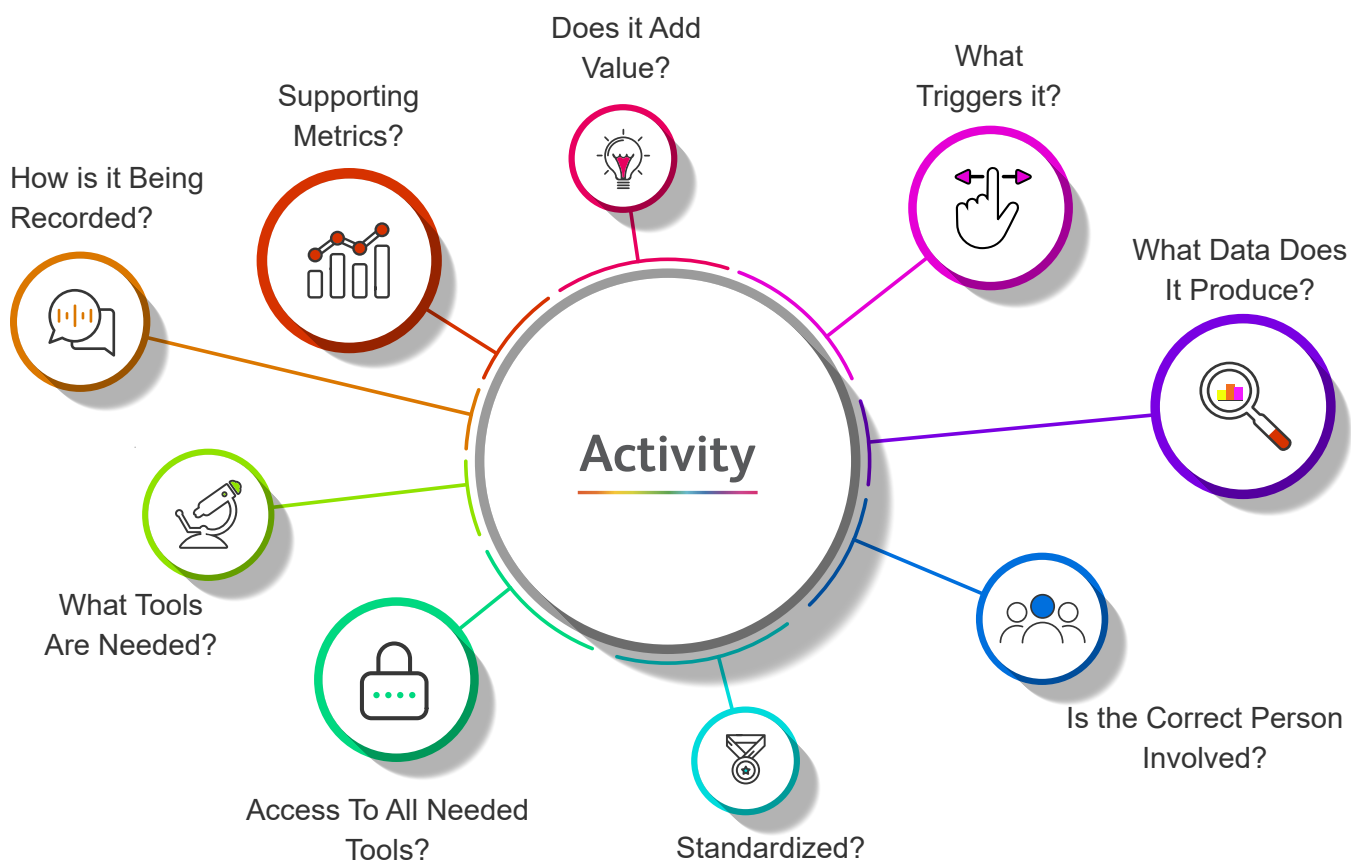 Does it Add
Value?
What
Triggers it?
Supporting
Metrics?
How is it Being
Recorded?
What Data Does
It Produce?
Activity
What Tools
Are Needed?
Is the Correct Person
Involved?
Access To All Needed
Tools?
Standardized?